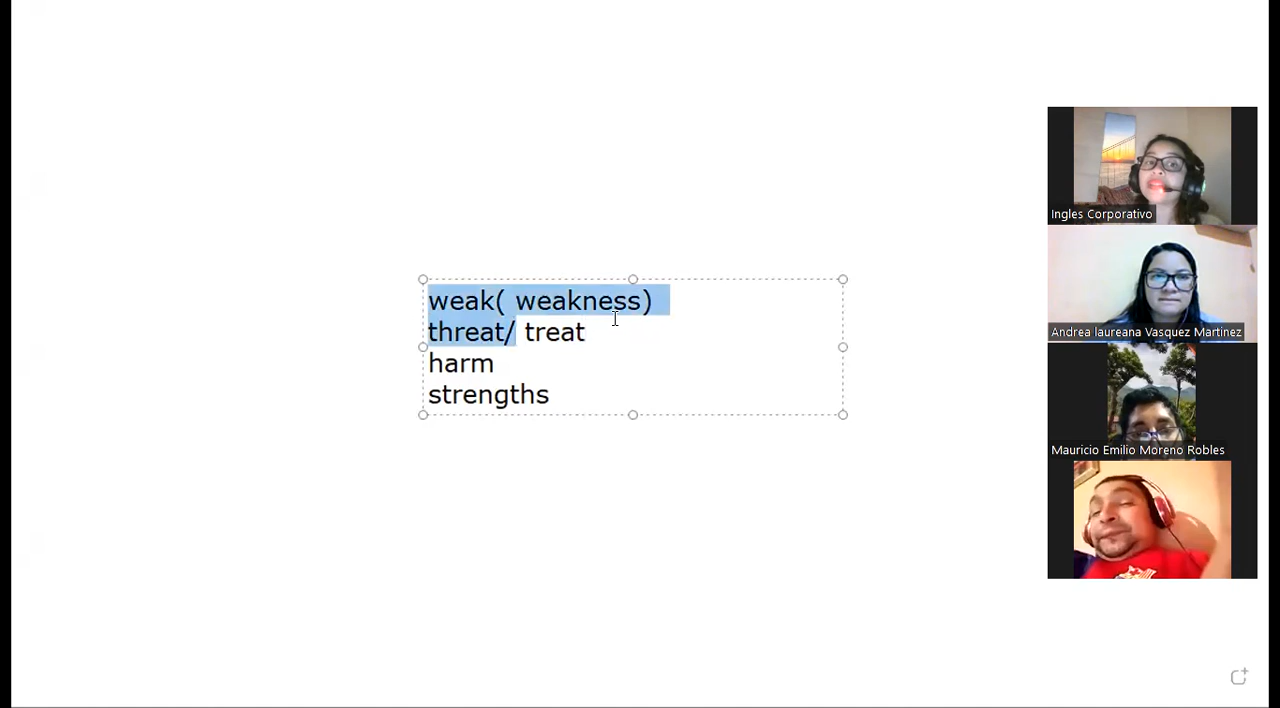 weak( weakness)
threat/ treat
harm
strengths
Ingles Corporativo
Andrea laureana Vasquez Martinez
Mauricio Emilio Moreno Robles